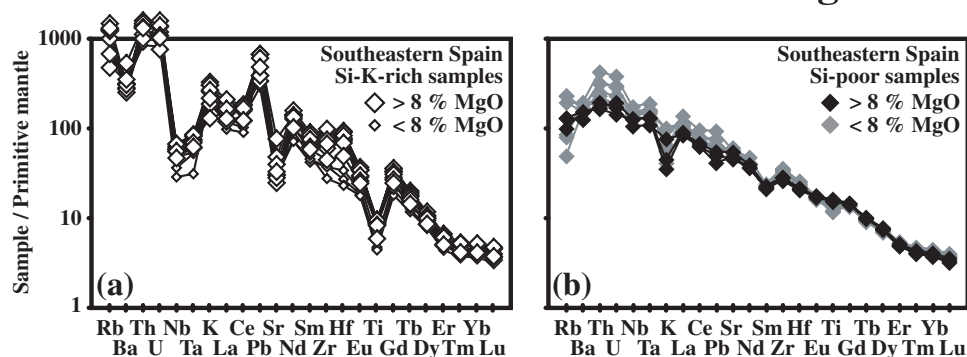 g
1000
100
10
1
Sample / Primitive mantle
Southeastern Spain
Si-K-rich samples
> 8 % MgO
< 8 % MgO
(a)
Rb Th Nb K Ce Sr Sm Hf Ti Tb Er Yb
Ba U Ta La Pb Nd Zr Eu Gd Dy Tm Lu
Southeastern Spain
Si-poor samples
> 8 % MgO
< 8 % MgO
(b)
Rb Th Nb K Ce Sr Sm Hf Ti Tb Er Yb
Ba U Ta La Pb Nd Zr Eu Gd Dy Tm Lu